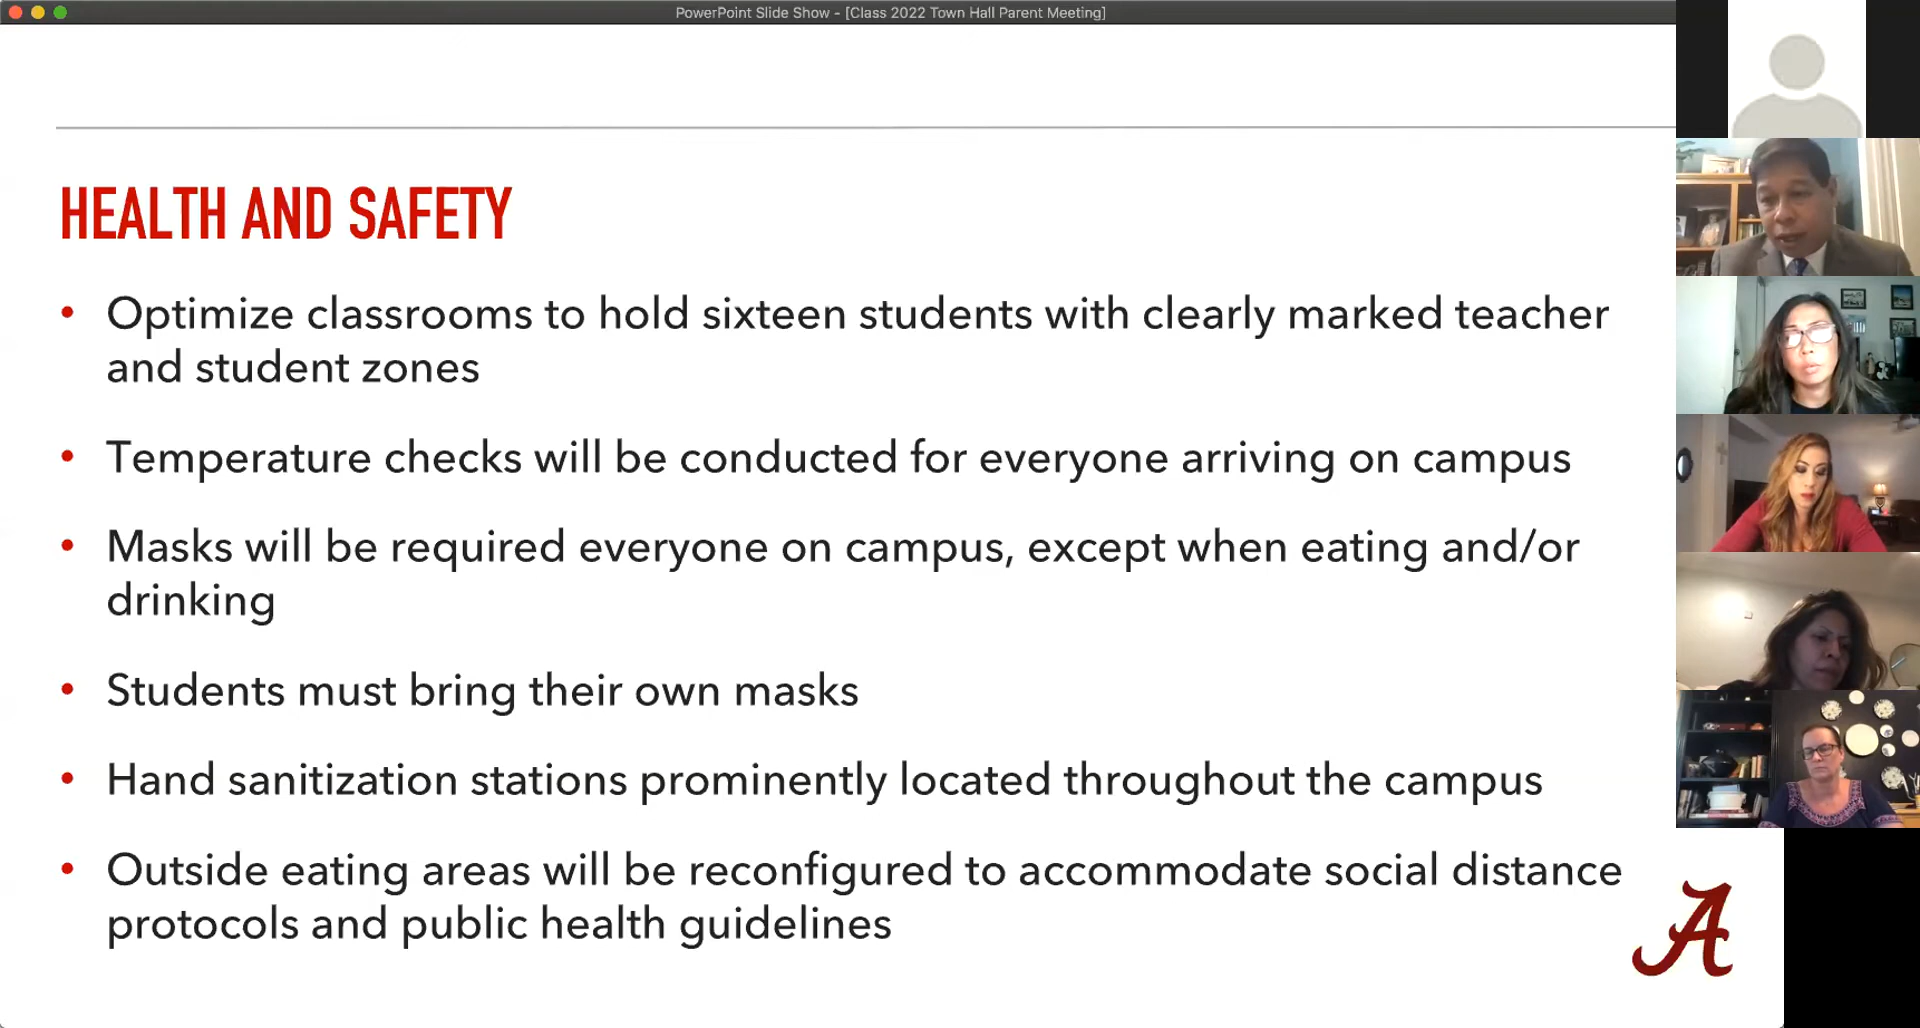 PowerPoint Slide Show - [Class 2022 Town Hall Parent Meeting]
HEALTH AND SAFETY
• Optimize classrooms to hold sixteen students with clearly marked teacher
and student zones
• Temperature checks will be conducted for everyone arriving on campus
• Masks will be required everyone on campus, except when eating and/or
drinking
• Students must bring their own masks
• Hand sanitization stations prominently located throughout the campus
• Outside eating areas will be reconfigured to accommodate social distance
protocols and public health guidelines
A